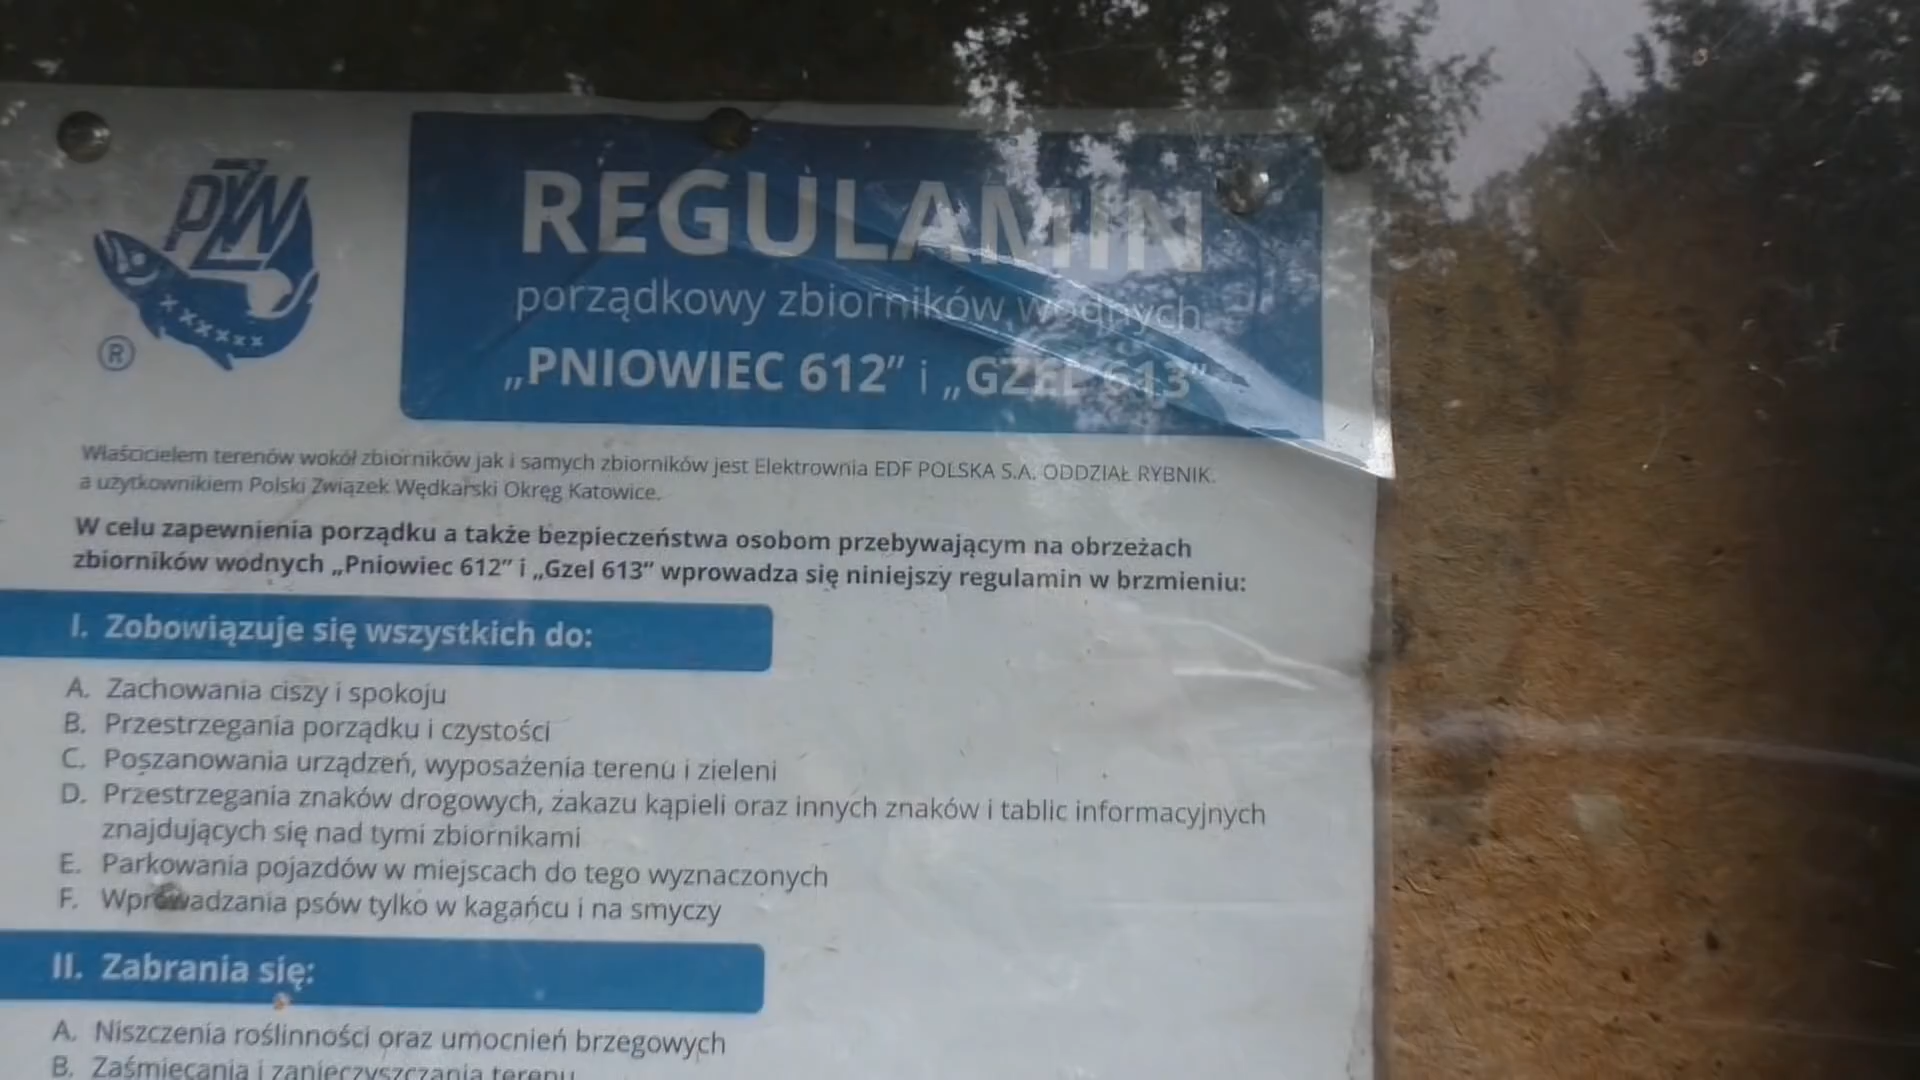 PZW
®
REGULAMIN
porządkowy zbiorników wodnych
„PNIOWIEC 612” i „GZEL 613”
Właścicielem terenów wokół zbiorników jak i samych zbiorników jest Elektrownia EDF POLSKA S.A. ODDZIAŁ RYBNIK.
a użytkownikiem Polski Związek Wędkarski Okręg Katowice.
W celu zapewnienia porządku a także bezpieczeństwa osobom przebywającym na obrzeżach
zbiorników wodnych „Pniowiec 612” i „Gzel 613” wprowadza się niniejszy regulamin w brzmieniu:
I. Zobowiązuje się wszystkich do:
A. Zachowania ciszy i spokoju
B. Przestrzegania porządku i czystości
C. Poszanowania urządzeń, wyposażenia terenu i zieleni
D. Przestrzegania znaków drogowych, zakazu kąpieli oraz innych znaków i tablic informacyjnych
znajdujących się nad tymi zbiornikami
E. Parkowania pojazdów w miejscach do tego wyznaczonych
F. Wprowadzania psów tylko w kagańcu i na smyczy
II. Zabrania się:
A. Niszczenia roślinności oraz umocnień brzegowych
B. Zaśmiecania i zanieczyszczania terenu